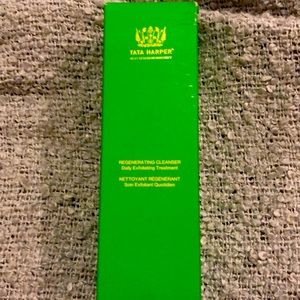 TATA HARPER
REGENERATING CLEANSER
Daily Exfoliating Treatment
NETTOYANT RÉGÉNÉRANT
Soin Exfoliant Quotidien